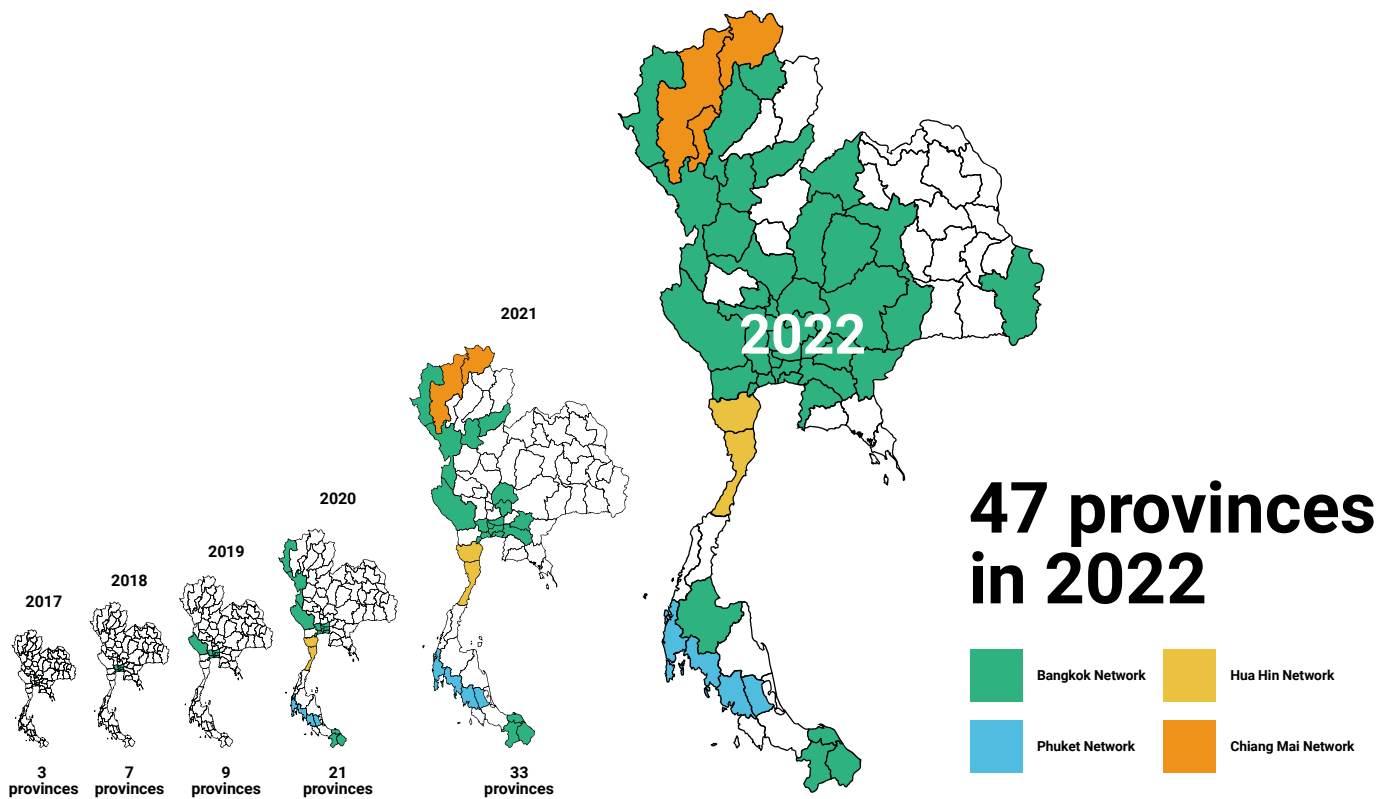 2017
3
provinces
2018
7
provinces
2019
9
provinces
2020
21
provinces
2021
33
provinces
2022
47 provinces
in 2022
Bangkok Network
Hua Hin Network
Phuket Network
Chiang Mai Network